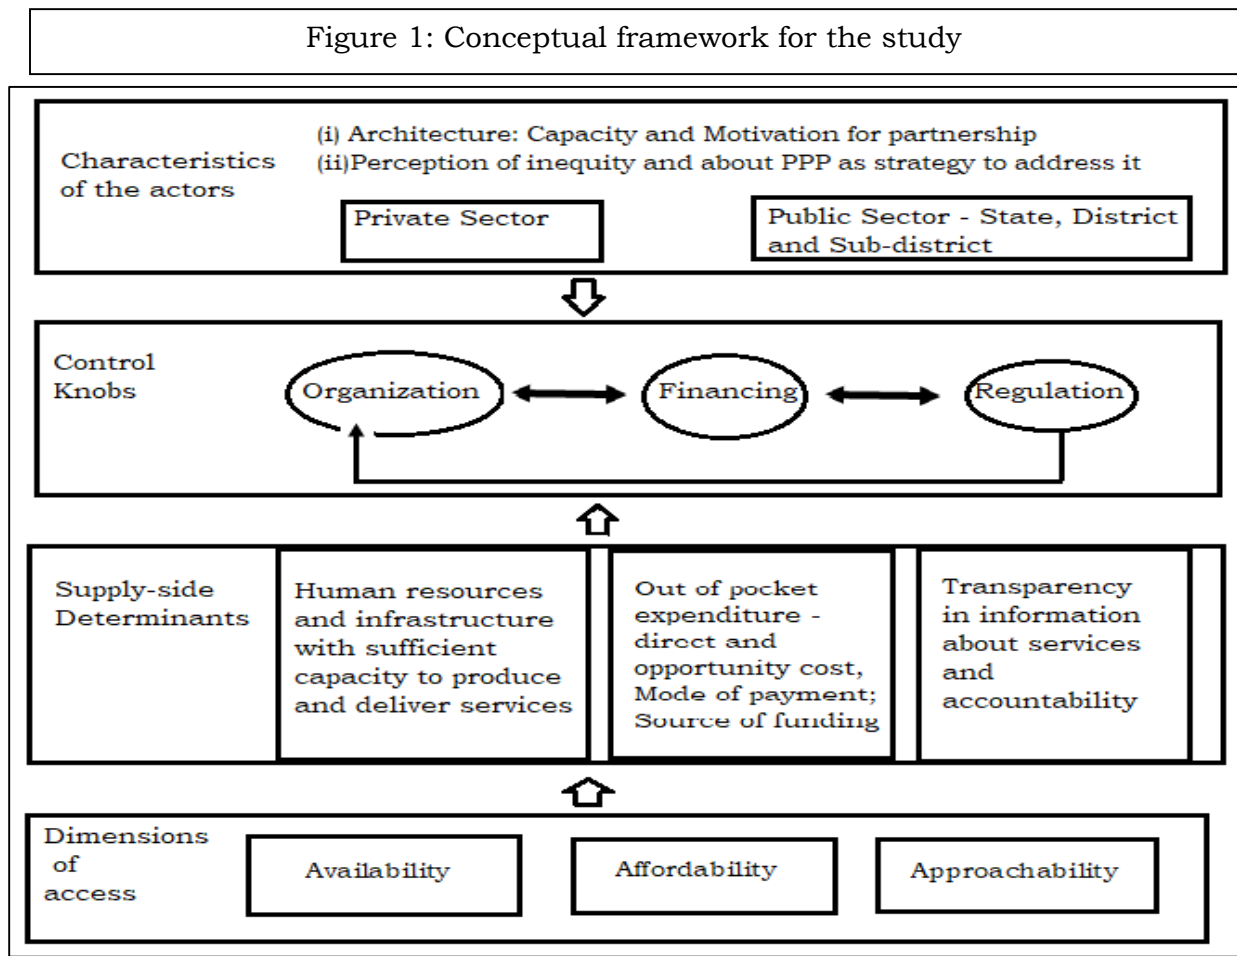 Figure 1: Conceptual framework for the study
Characteristics
of the actors
(i) Architecture: Capacity and Motivation for partnership
(ii)Perception of inequity and about PPP as strategy to address it
Private Sector
Public Sector - State, District
and Sub-district
Control
Knobs
Organization
Financing
Regulation
Supply-side
Determinants
Human resources
and infrastructure
with sufficient
capacity to produce
and deliver services
Out of pocket
expenditure -
direct and
opportunity cost,
Mode of payment;
Source of funding
Transparency
in information
about services
and
accountability
Dimensions
of
access
Availability
Affordability
Approachability